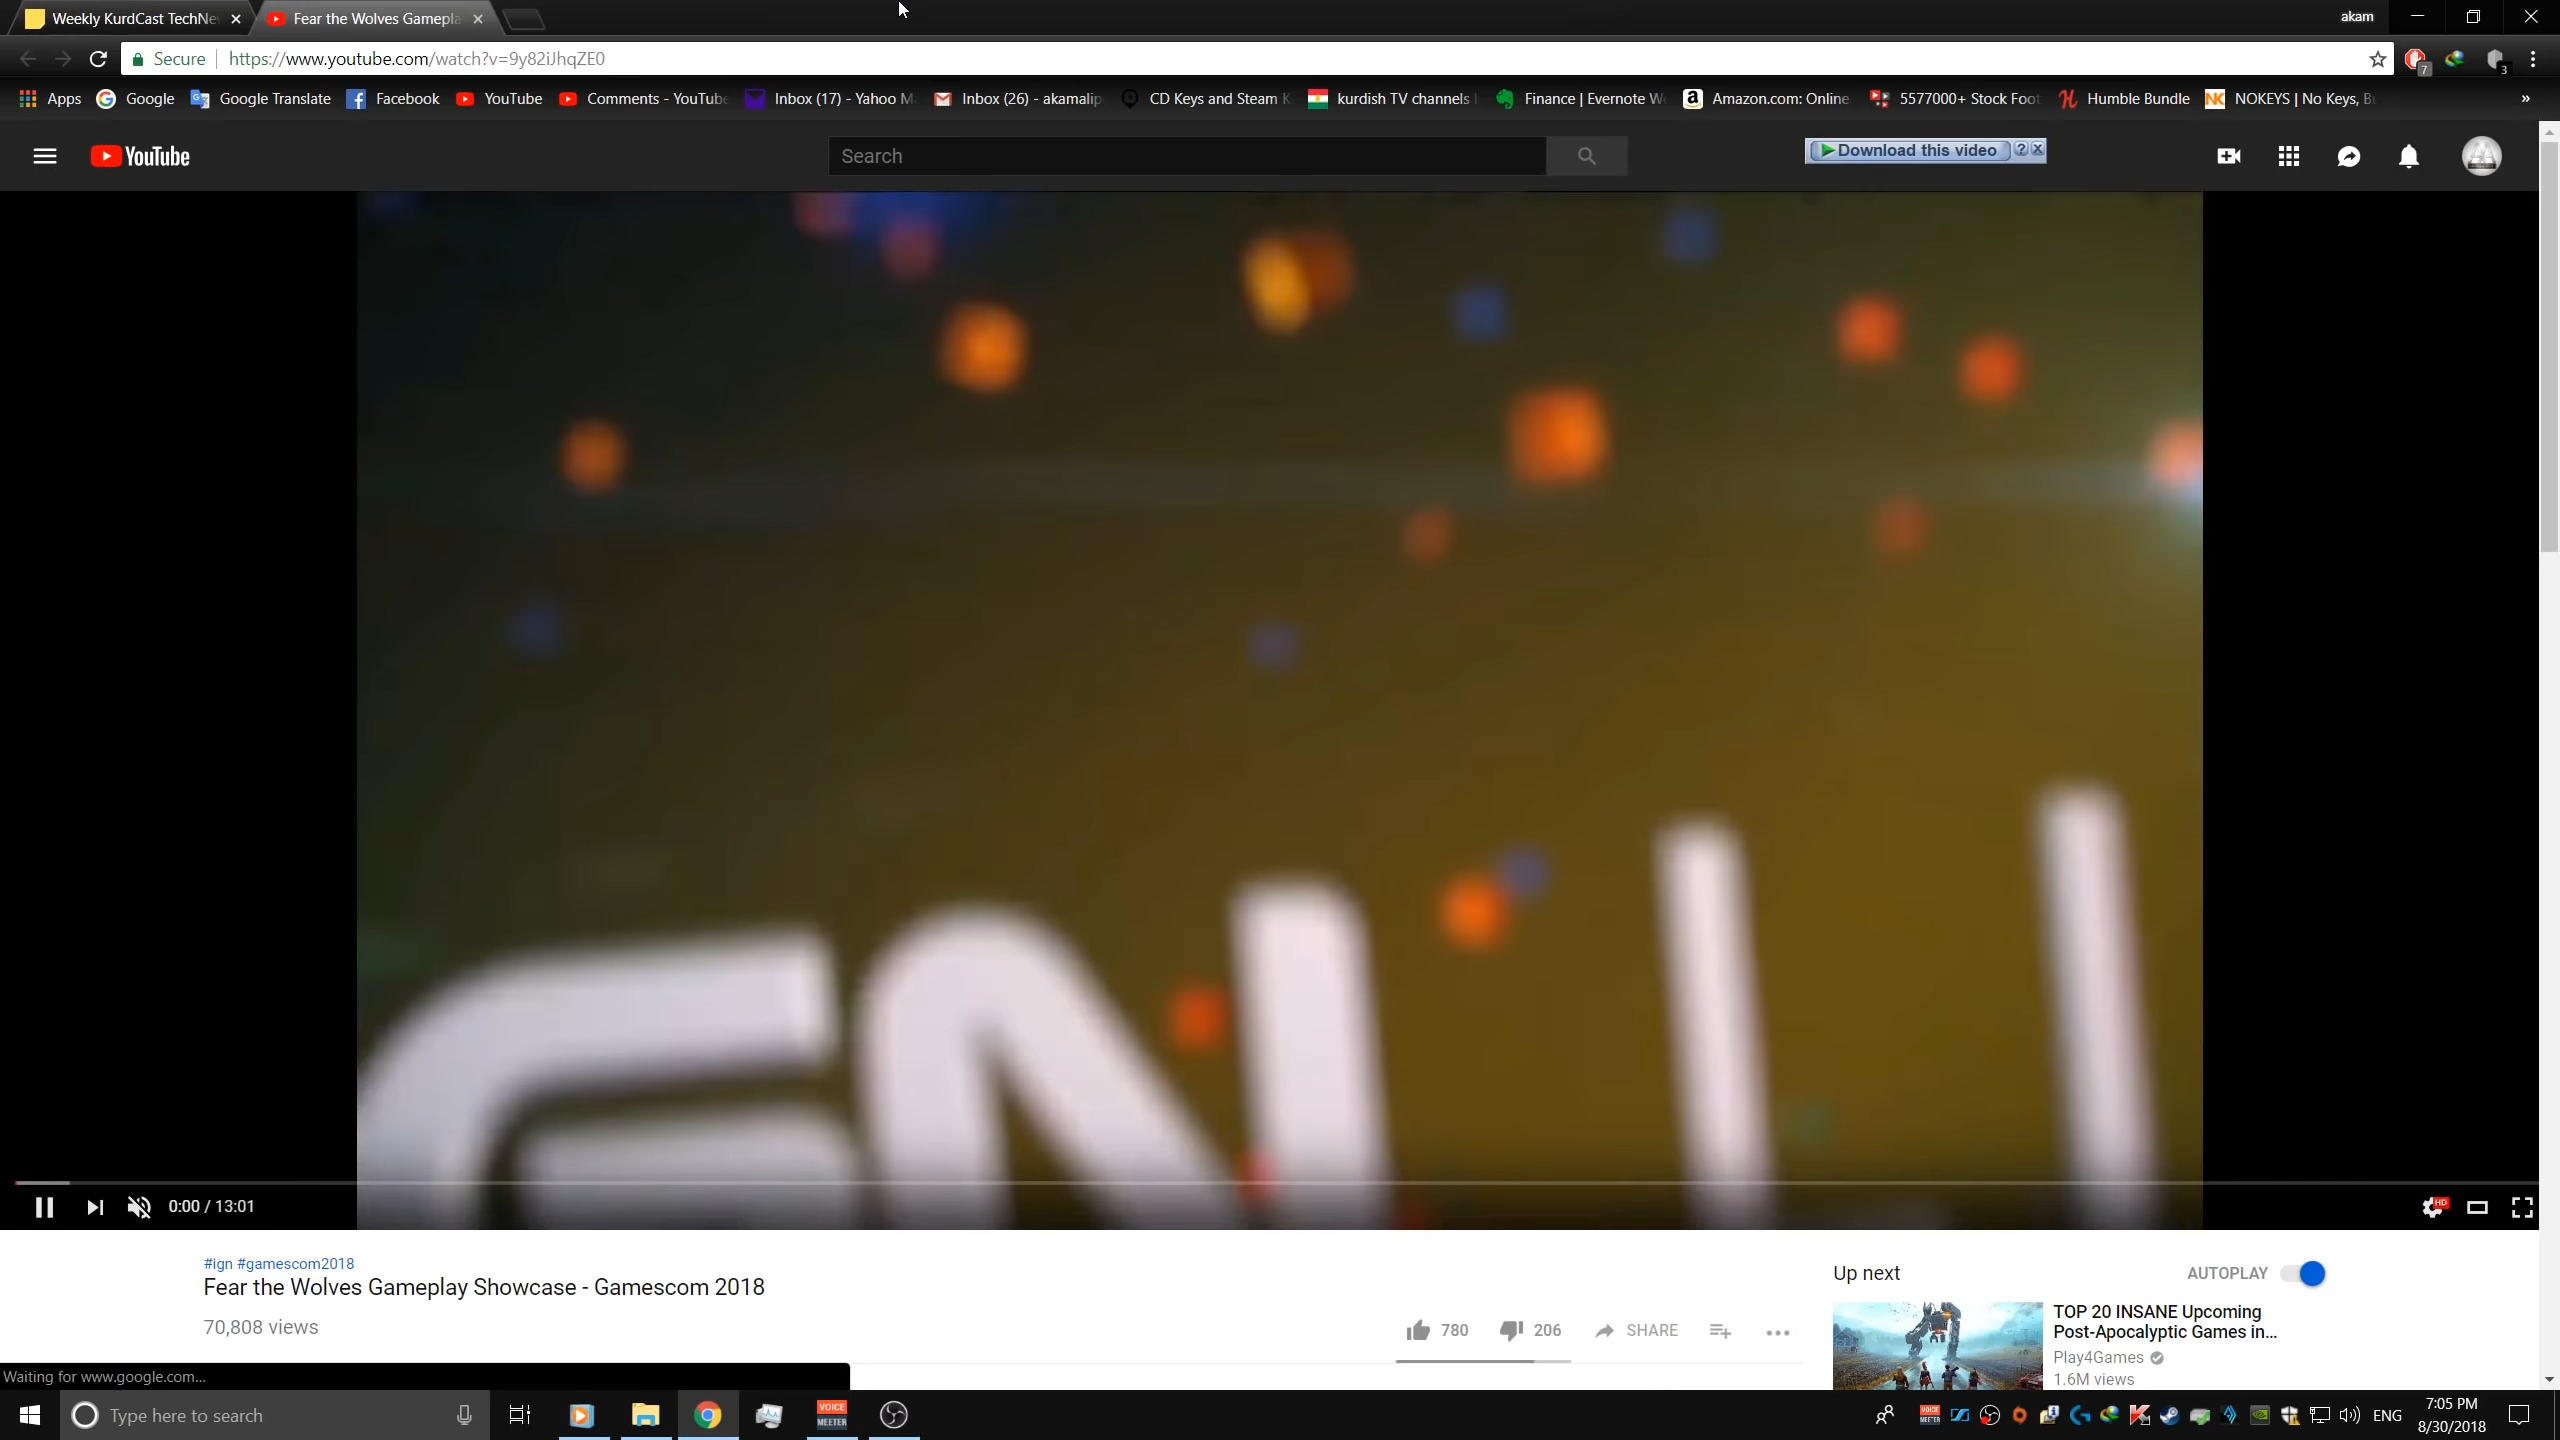 Weekly KurdCast TechNe
Fear the Wolves Gamepla
akam
Secure
https://www.youtube.com/watch?v=9y82iJhqZE0
7
3
Apps
Google
Google Translate
Facebook
YouTube
Comments - YouTube
Inbox (17) - Yahoo M
Inbox (26) - akamalip
CD Keys and Steam K
kurdish TV channels
Finance | Evernote W
Amazon.com: Online
5577000+ Stock Foot
Humble Bundle
NOKEYS | No Keys, B
»
YouTube
Search
Download this video
0:00 / 13:01
HD
#ign #gamescom2018
Fear the Wolves Gameplay Showcase - Gamescom 2018
70,808 views
780
206
SHARE
Up next
AUTOPLAY
TOP 20 INSANE Upcoming
Post-Apocalyptic Games in...
Play4Games
1.6M views
Waiting for www.google.com...
Type here to search
VOICE
MEETER
ENG
7:05 PM
8/30/2018